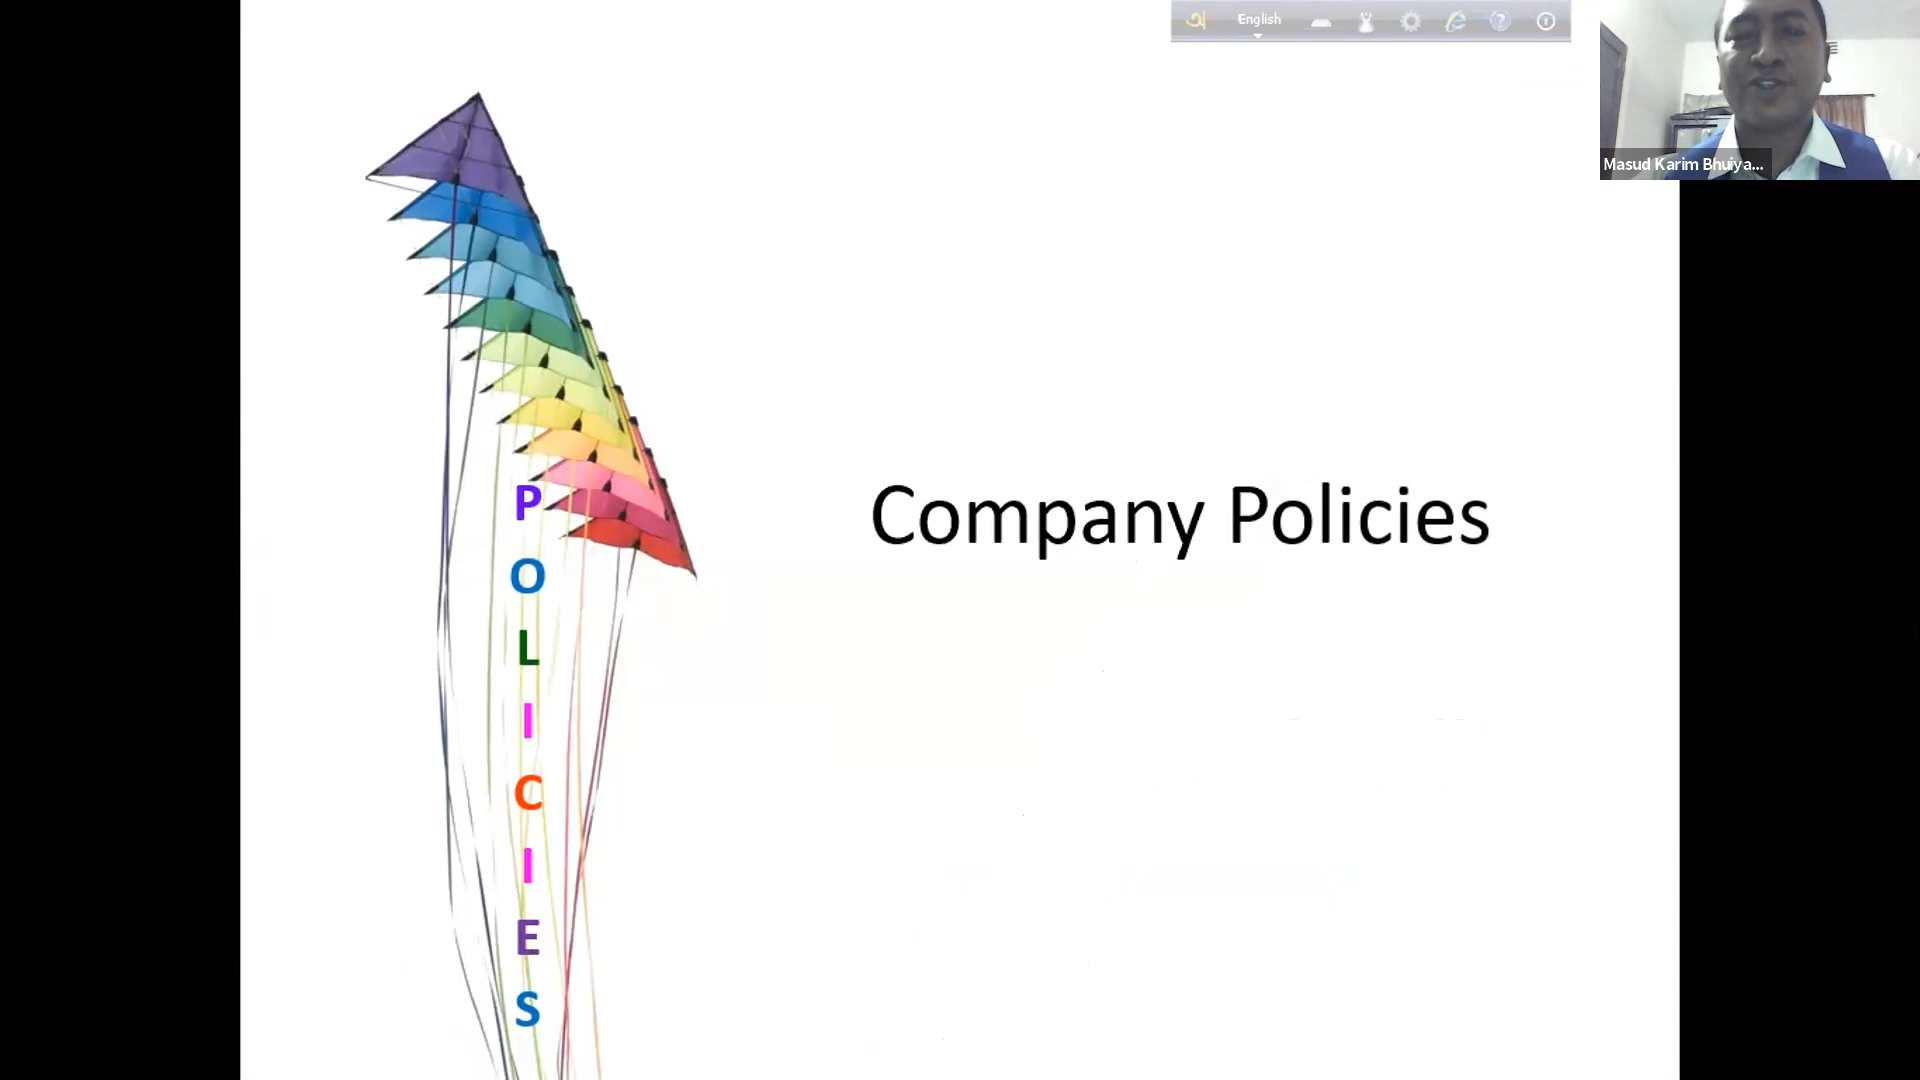 অ English
Masud Karim Bhuiya...
Company Policies
P
O
L
I
C
I
E
S